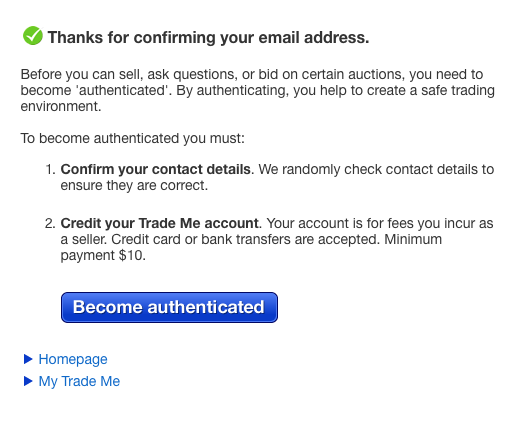 Thanks for confirming your email address.
Before you can sell, ask questions, or bid on certain auctions, you need to
become 'authenticated'. By authenticating, you help to create a safe trading
environment.
To become authenticated you must:
1. Confirm your contact details. We randomly check contact details to
ensure they are correct.
2. Credit your Trade Me account. Your account is for fees you incur as
a seller. Credit card or bank transfers are accepted. Minimum
payment $10.
Become authenticated
Homepage
My Trade Me